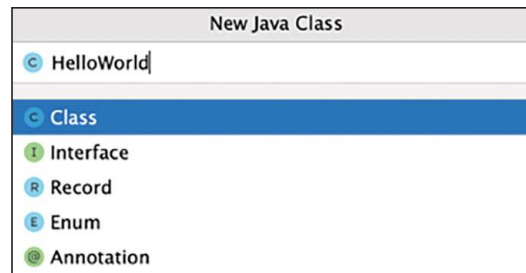 New Java Class
C HelloWorld
C Class
I Interface
R Record
E Enum
@ Annotation